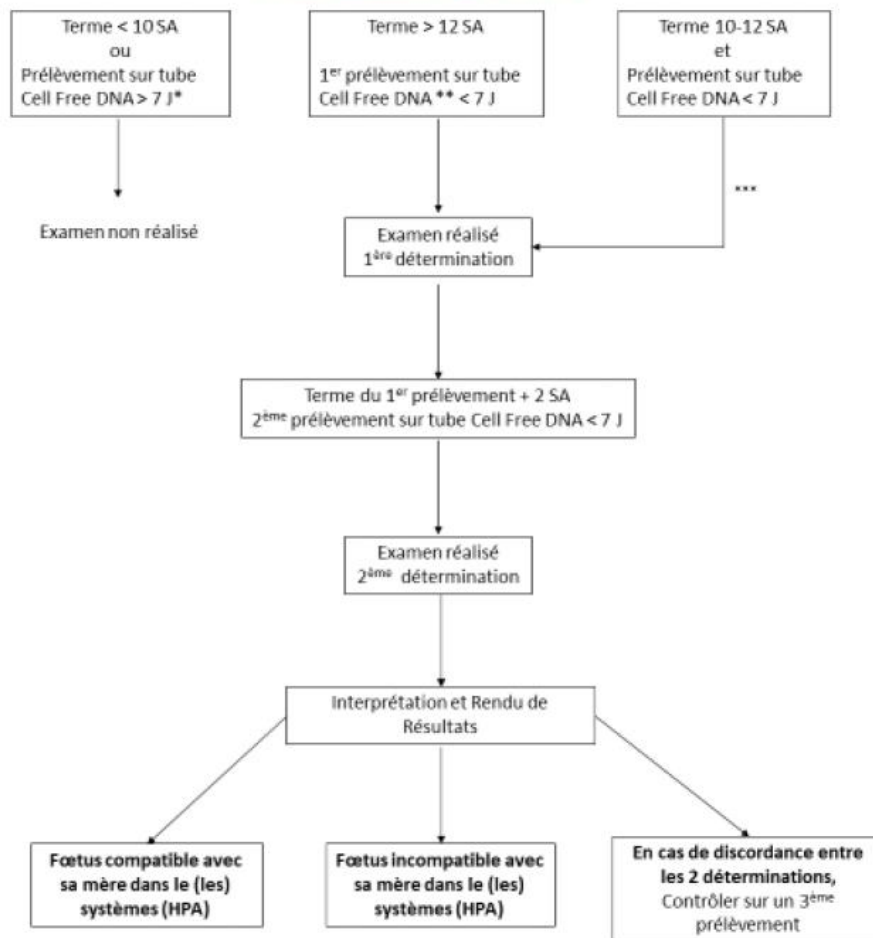 Terme < 10 SA
ou
Prélèvement sur tube
Cell Free DNA > 7 J*
Terme > 12 SA
1er prélèvement sur tube
Cell Free DNA ** < 7 J
Terme 10-12 SA
et
Prélèvement sur tube
Cell Free DNA < 7 J
***
Examen non réalisé
Examen réalisé
1ère détermination
Terme du 1er prélèvement + 2 SA
2ème prélèvement sur tube Cell Free DNA < 7 J
Examen réalisé
2ème détermination
Interprétation et Rendu de
Résultats
Fœtus compatible avec
sa mère dans le (les)
systèmes (HPA)
Fœtus incompatible avec
sa mère dans le (les)
systèmes (HPA)
En cas de discordance entre
les 2 déterminations,
Contrôler sur un 3ème
prélèvement